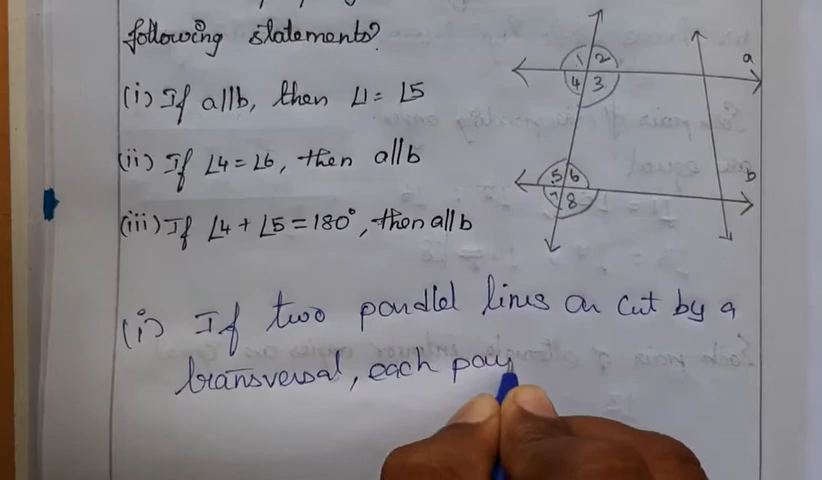 following statements?
(i) If a||b, then ∠1 = ∠5
(ii) If ∠4 = ∠6, then a||b
(iii) If ∠4 + ∠5 = 180°, then a||b
(i) If two parallel lines are cut by a
transversal, each pair
1 2
4 3
a
5 6
7 8
b